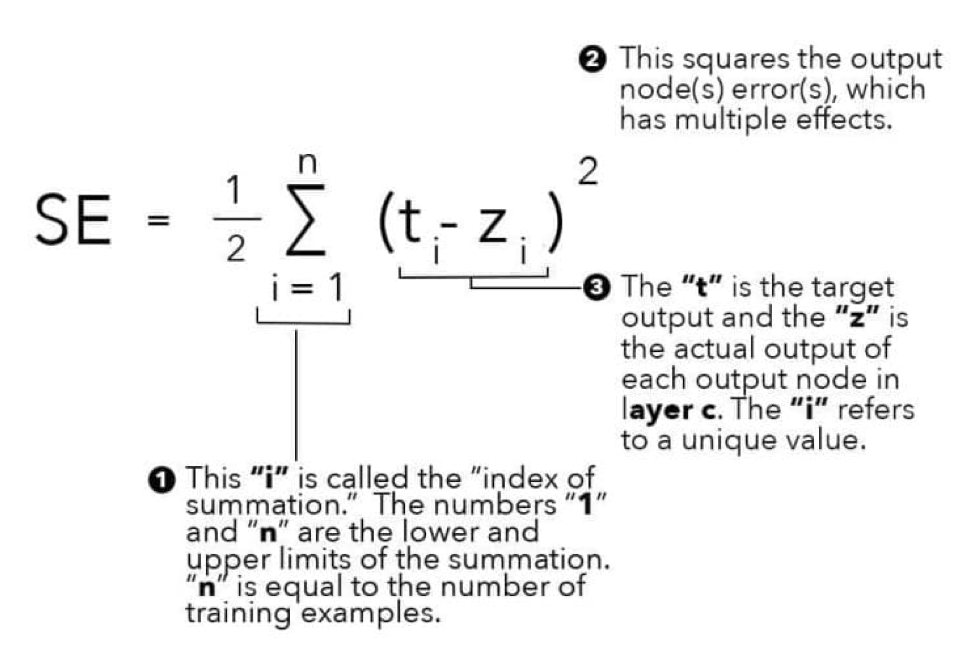 ❷ This squares the output
node(s) error(s), which
has multiple effects.
n
SE = 1/2 Σ (tᵢ- zᵢ)²
i = 1
❸ The "t" is the target
output and the "z" is
the actual output of
each output node in
layer c. The "i" refers
to a unique value.
❶ This "i" is called the "index of
summation." The numbers "1"
and "n" are the lower and
upper limits of the summation.
"n" is equal to the number of
training examples.